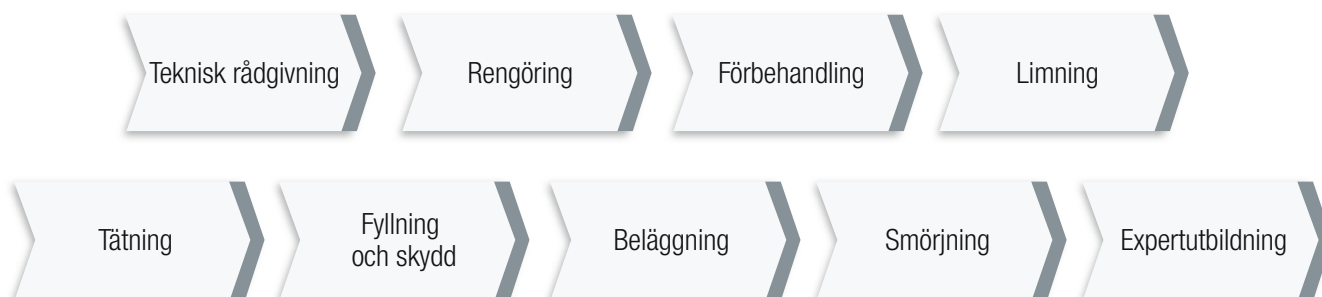 Teknisk rådgivning
Rengöring
Förbehandling
Limning
Tätning
Fyllning
och skydd
Beläggning
Smörjning
Expertutbildning